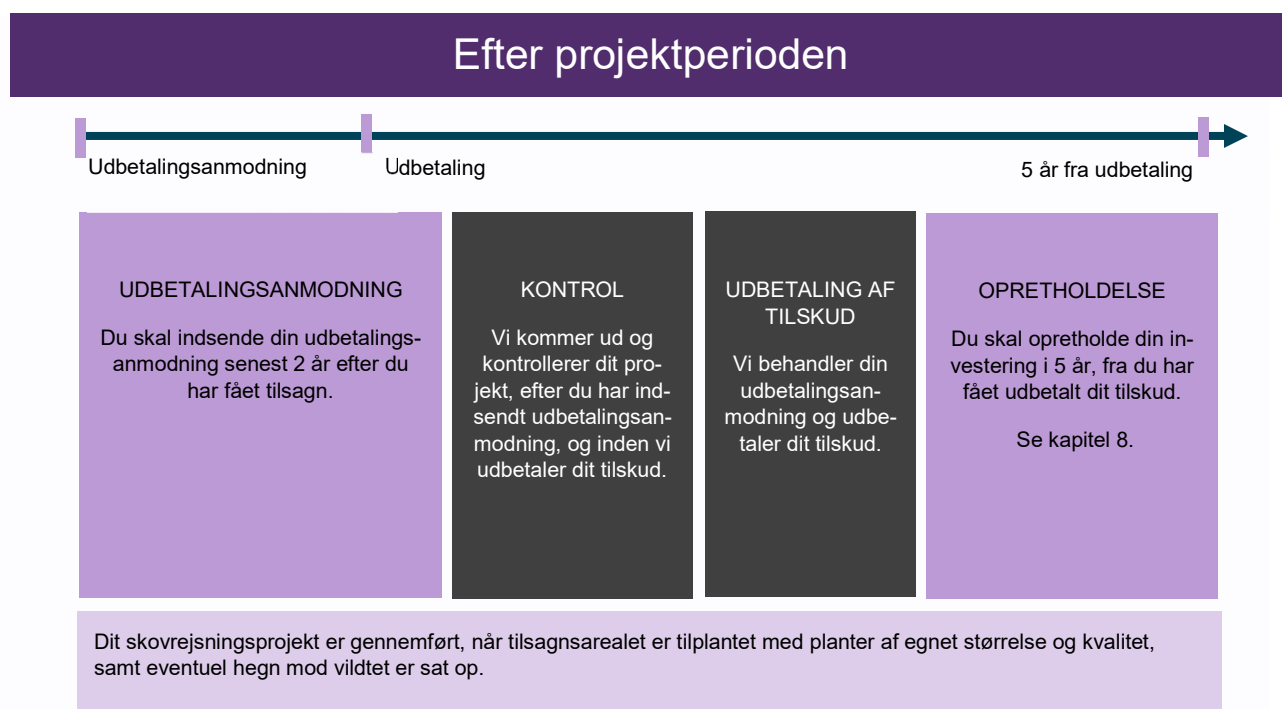 Efter projektperioden
Udbetalingsanmodning
Udbetaling
5 år fra udbetaling
UDBETALINGSANMODNING
Du skal indsende din udbetalings-
anmodning senest 2 år efter du
har fået tilsagn.
KONTROL
Vi kommer ud og
kontrollerer dit pro-
jekt, efter du har ind-
sendt udbetalingsan-
modning, og inden vi
udbetaler dit tilskud.
UDBETALING AF
TILSKUD
Vi behandler din
udbetalingsan-
modning og udbe-
taler dit tilskud.
OPRETHOLDELSE
Du skal opretholde din in-
vestering i 5 år, fra du har
fået udbetalt dit tilskud.
Se kapitel 8.
Dit skovrejsningsprojekt er gennemført, når tilsagnsarealet er tilplantet med planter af egnet størrelse og kvalitet,
samt eventuel hegn mod vildtet er sat op.